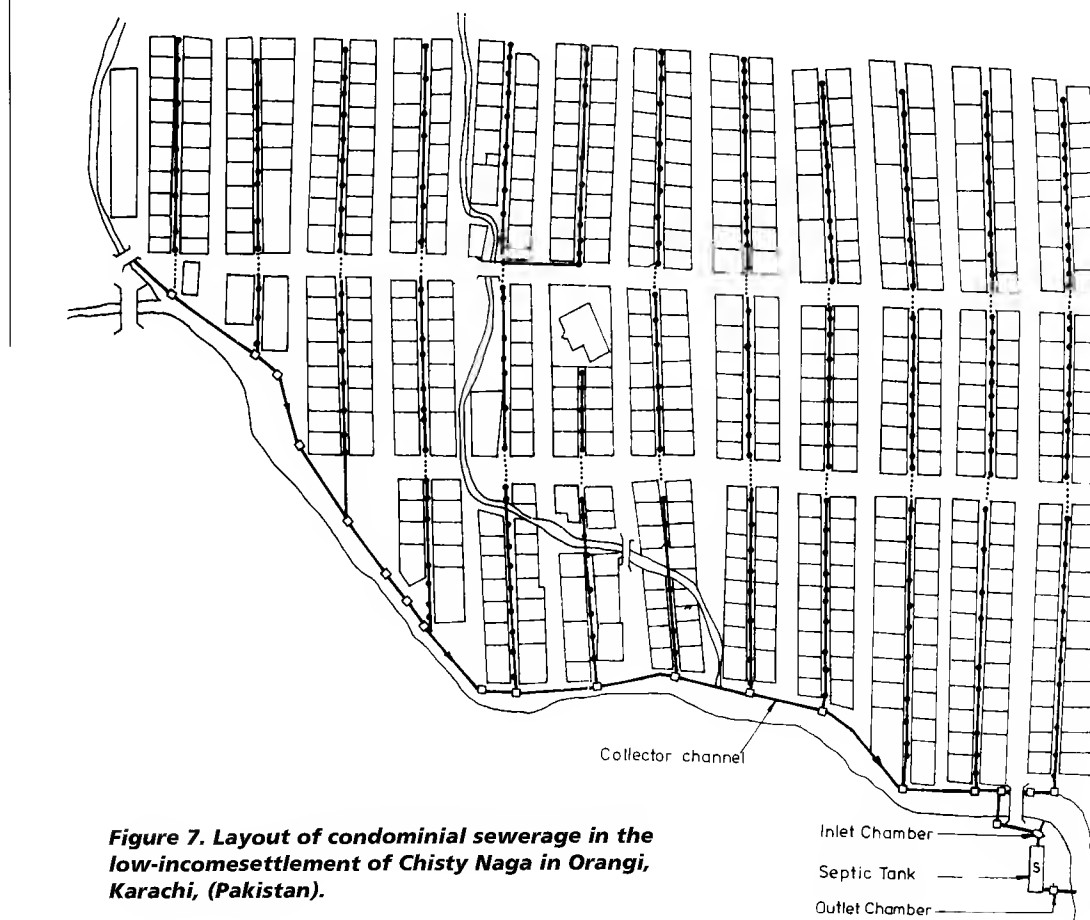 Collector channel
Figure 7. Layout of condominial sewerage in the
low-incomesettlement of Chisty Naga in Orangi,
Karachi, (Pakistan).
Inlet Chamber
Septic Tank
S
Outlet Chamber